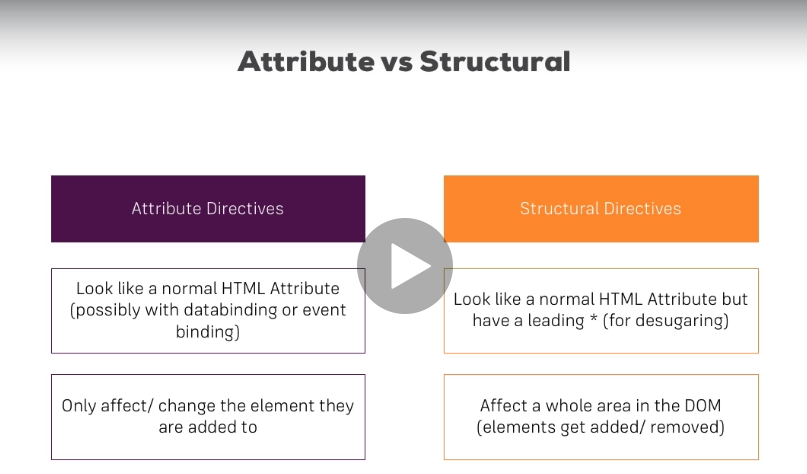 Attribute vs Structural
Attribute Directives
Look like a normal HTML Attribute
(possibly with databinding or event
binding)
Only affect/ change the element they
are added to
Structural Directives
Look like a normal HTML Attribute but
have a leading * (for desugaring)
Affect a whole area in the DOM
(elements get added/ removed)